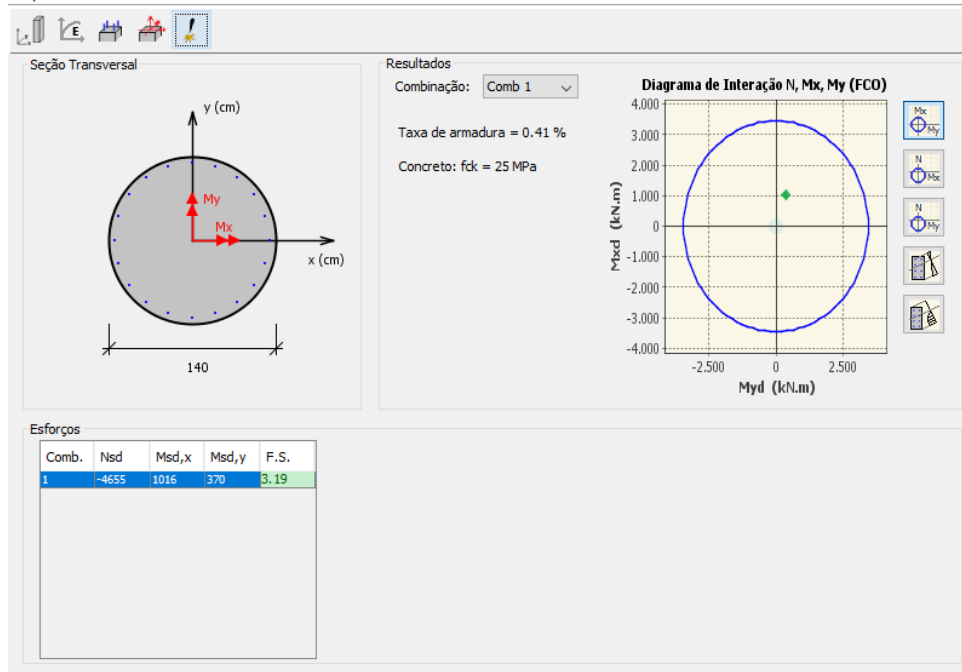 Seção Transversal
y (cm)
My
Mx
x (cm)
140
Resultados
Combinação: Comb 1
Taxa de armadura = 0.41 %
Concreto: fck = 25 MPa
Diagrama de Interação N, Mx, My (FCO)
4.000
3.000
2.000
1.000
0
-1.000
-2.000
-3.000
-4.000
Mxd (kN.m)
-2.500 0 2.500
Myd (kN.m)
Mx
My
N
Mx
N
My
Esforços
Comb. Nsd Msd,x Msd,y F.S.
1 -4655 1016 370 3.19